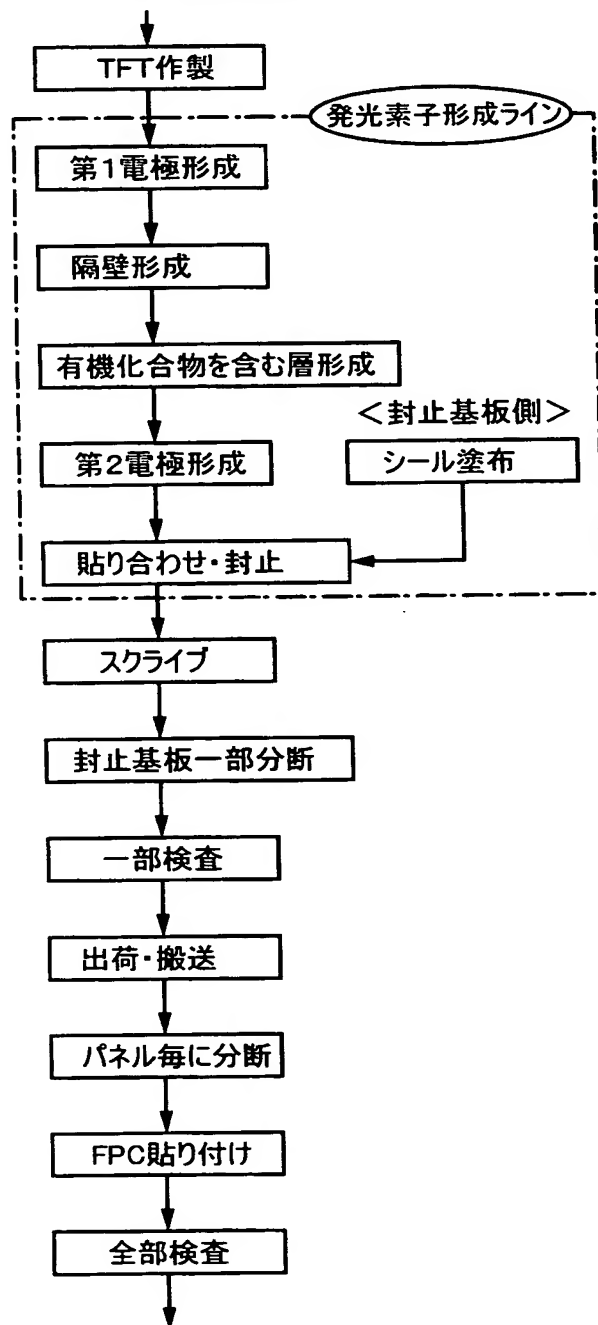 TFT作製
発光素子形成ライン
第1電極形成
隔壁形成
有機化合物を含む層形成
＜封止基板側＞
第2電極形成
シール塗布
貼り合わせ・封止
スクライブ
封止基板一部分断
一部検査
出荷・搬送
パネル毎に分断
FPC貼り付け
全部検査